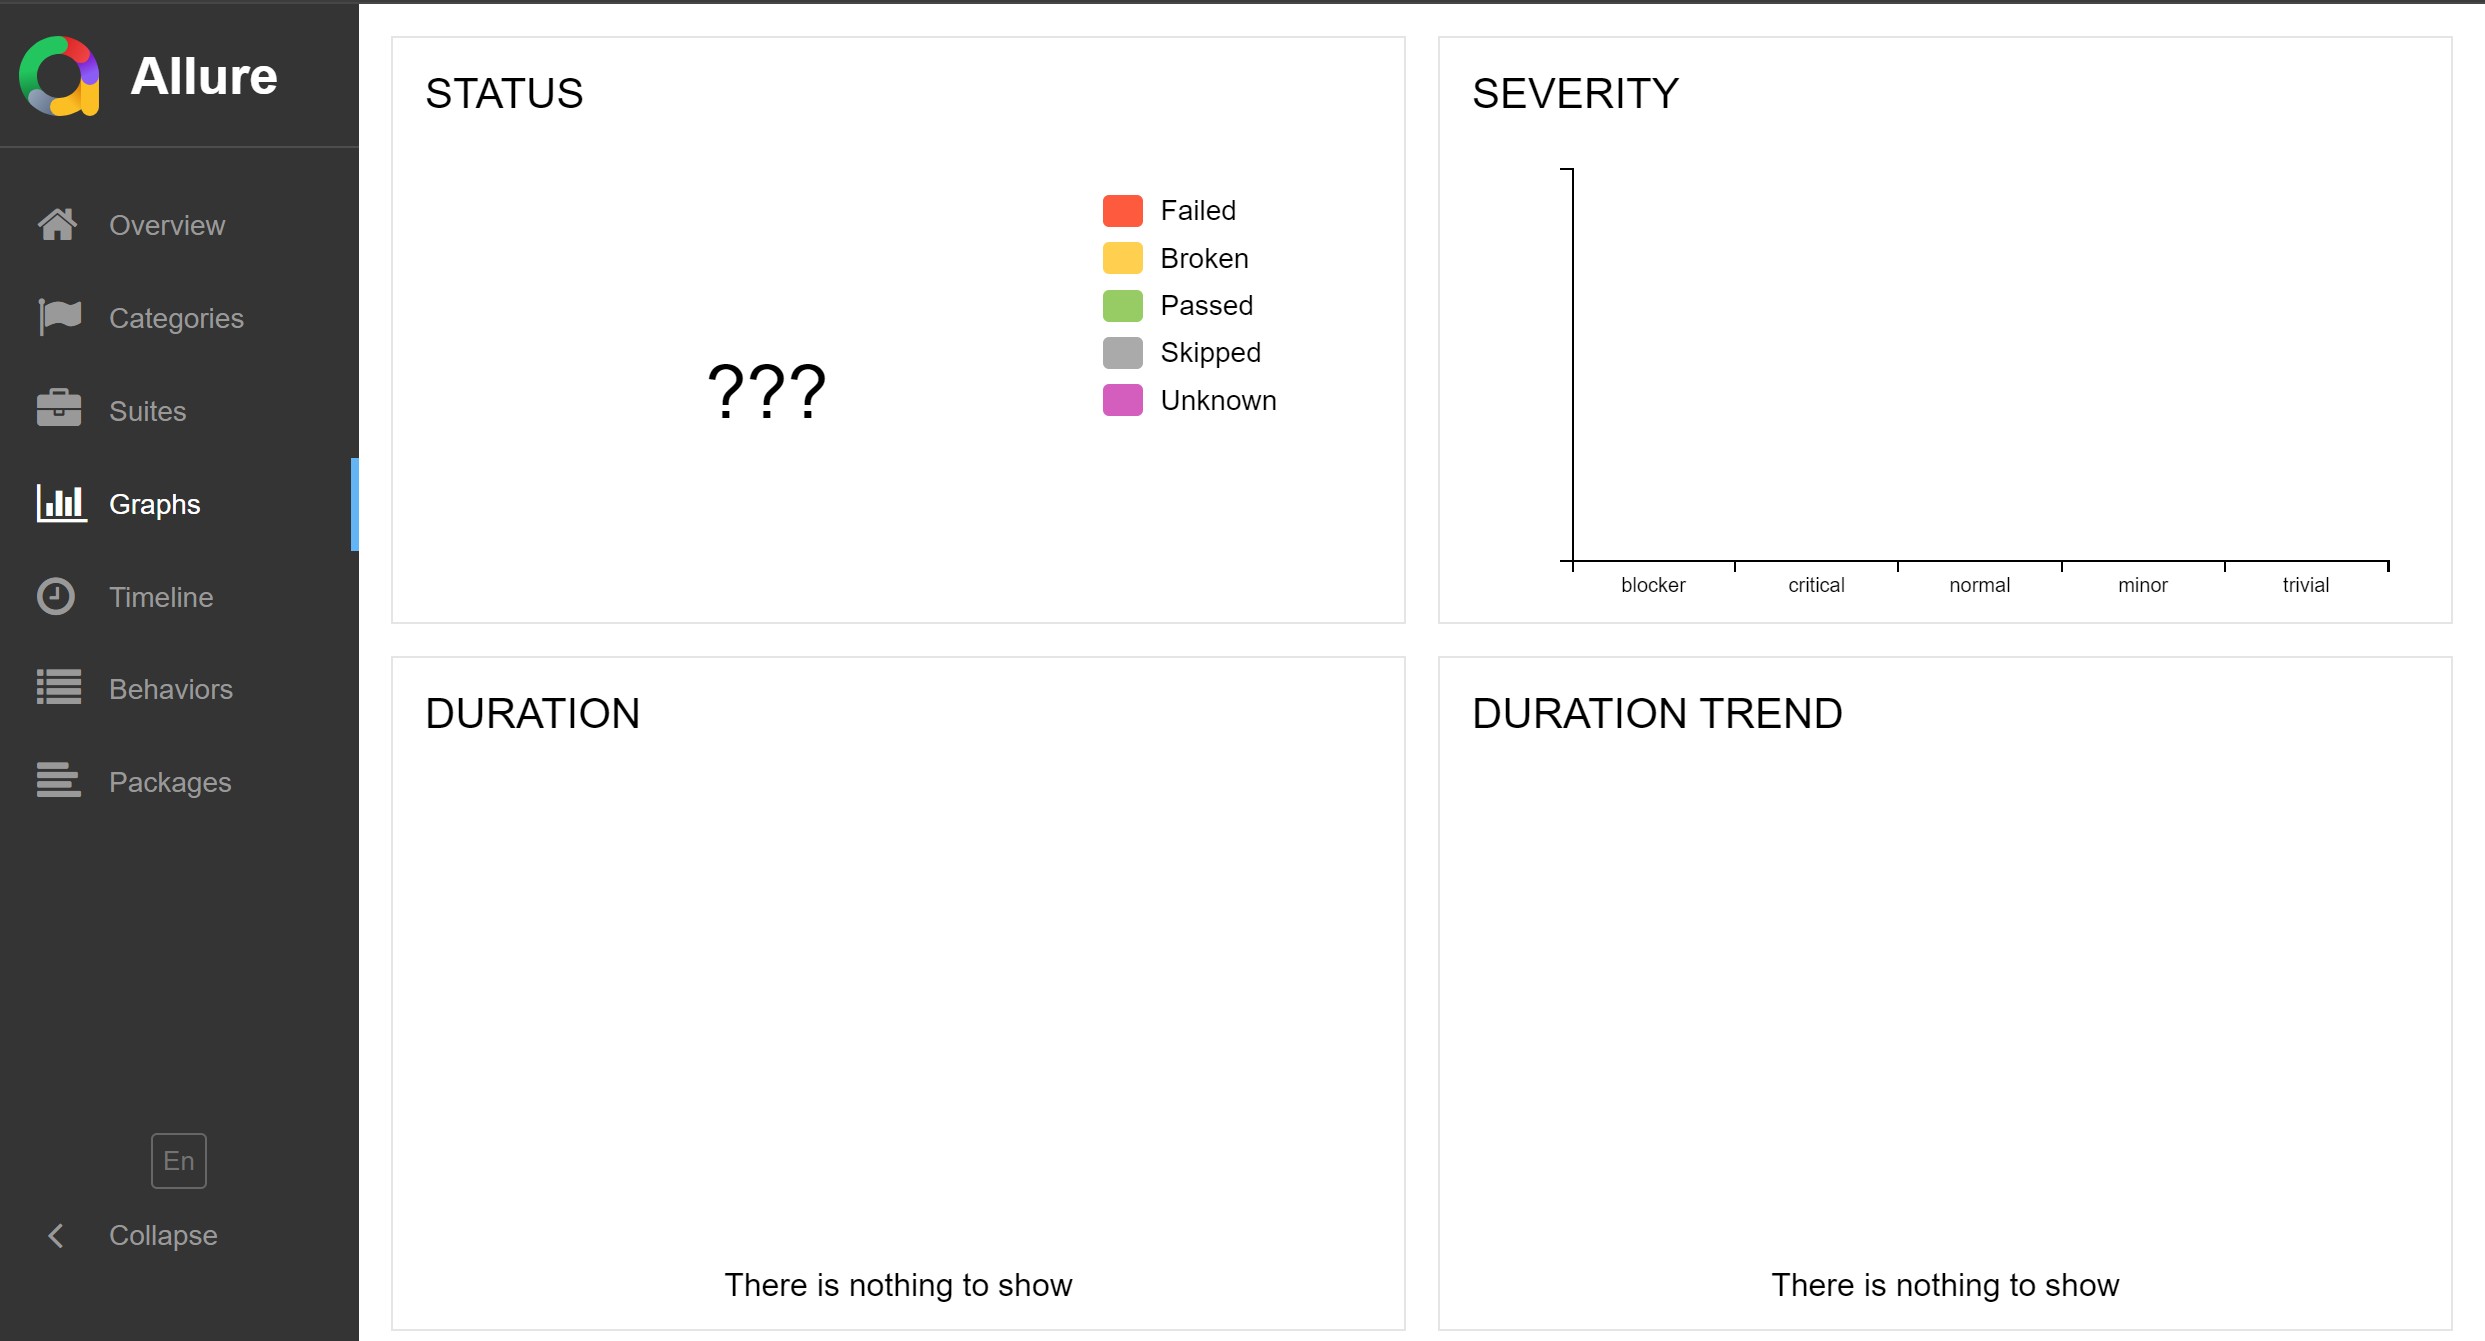 Allure
Overview
Categories
Suites
Graphs
Timeline
Behaviors
Packages
En
Collapse
STATUS
???
Failed
Broken
Passed
Skipped
Unknown
SEVERITY
blocker critical normal minor trivial
DURATION
There is nothing to show
DURATION TREND
There is nothing to show